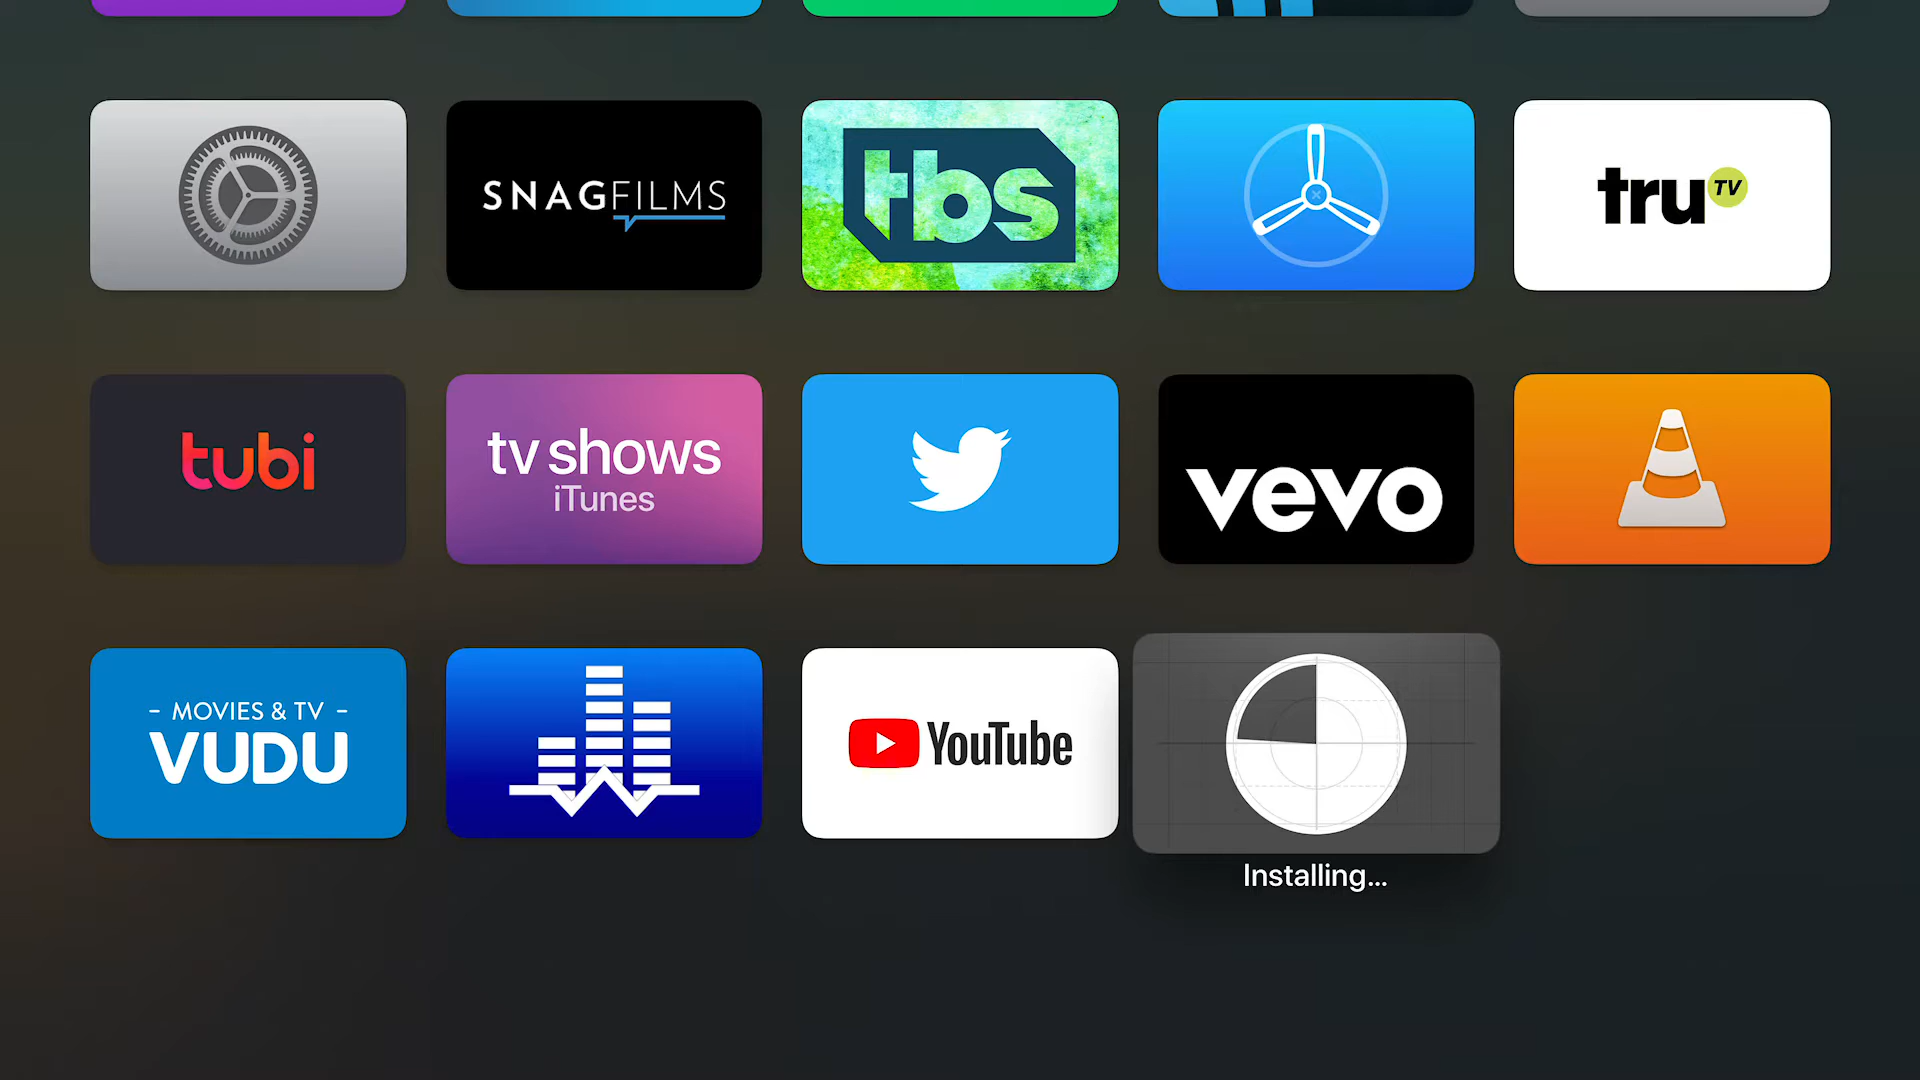 SNAGFILMS
tbs
tru TV
tubi
tv shows
iTunes
vevo
- MOVIES & TV -
VUDU
YouTube
Installing...